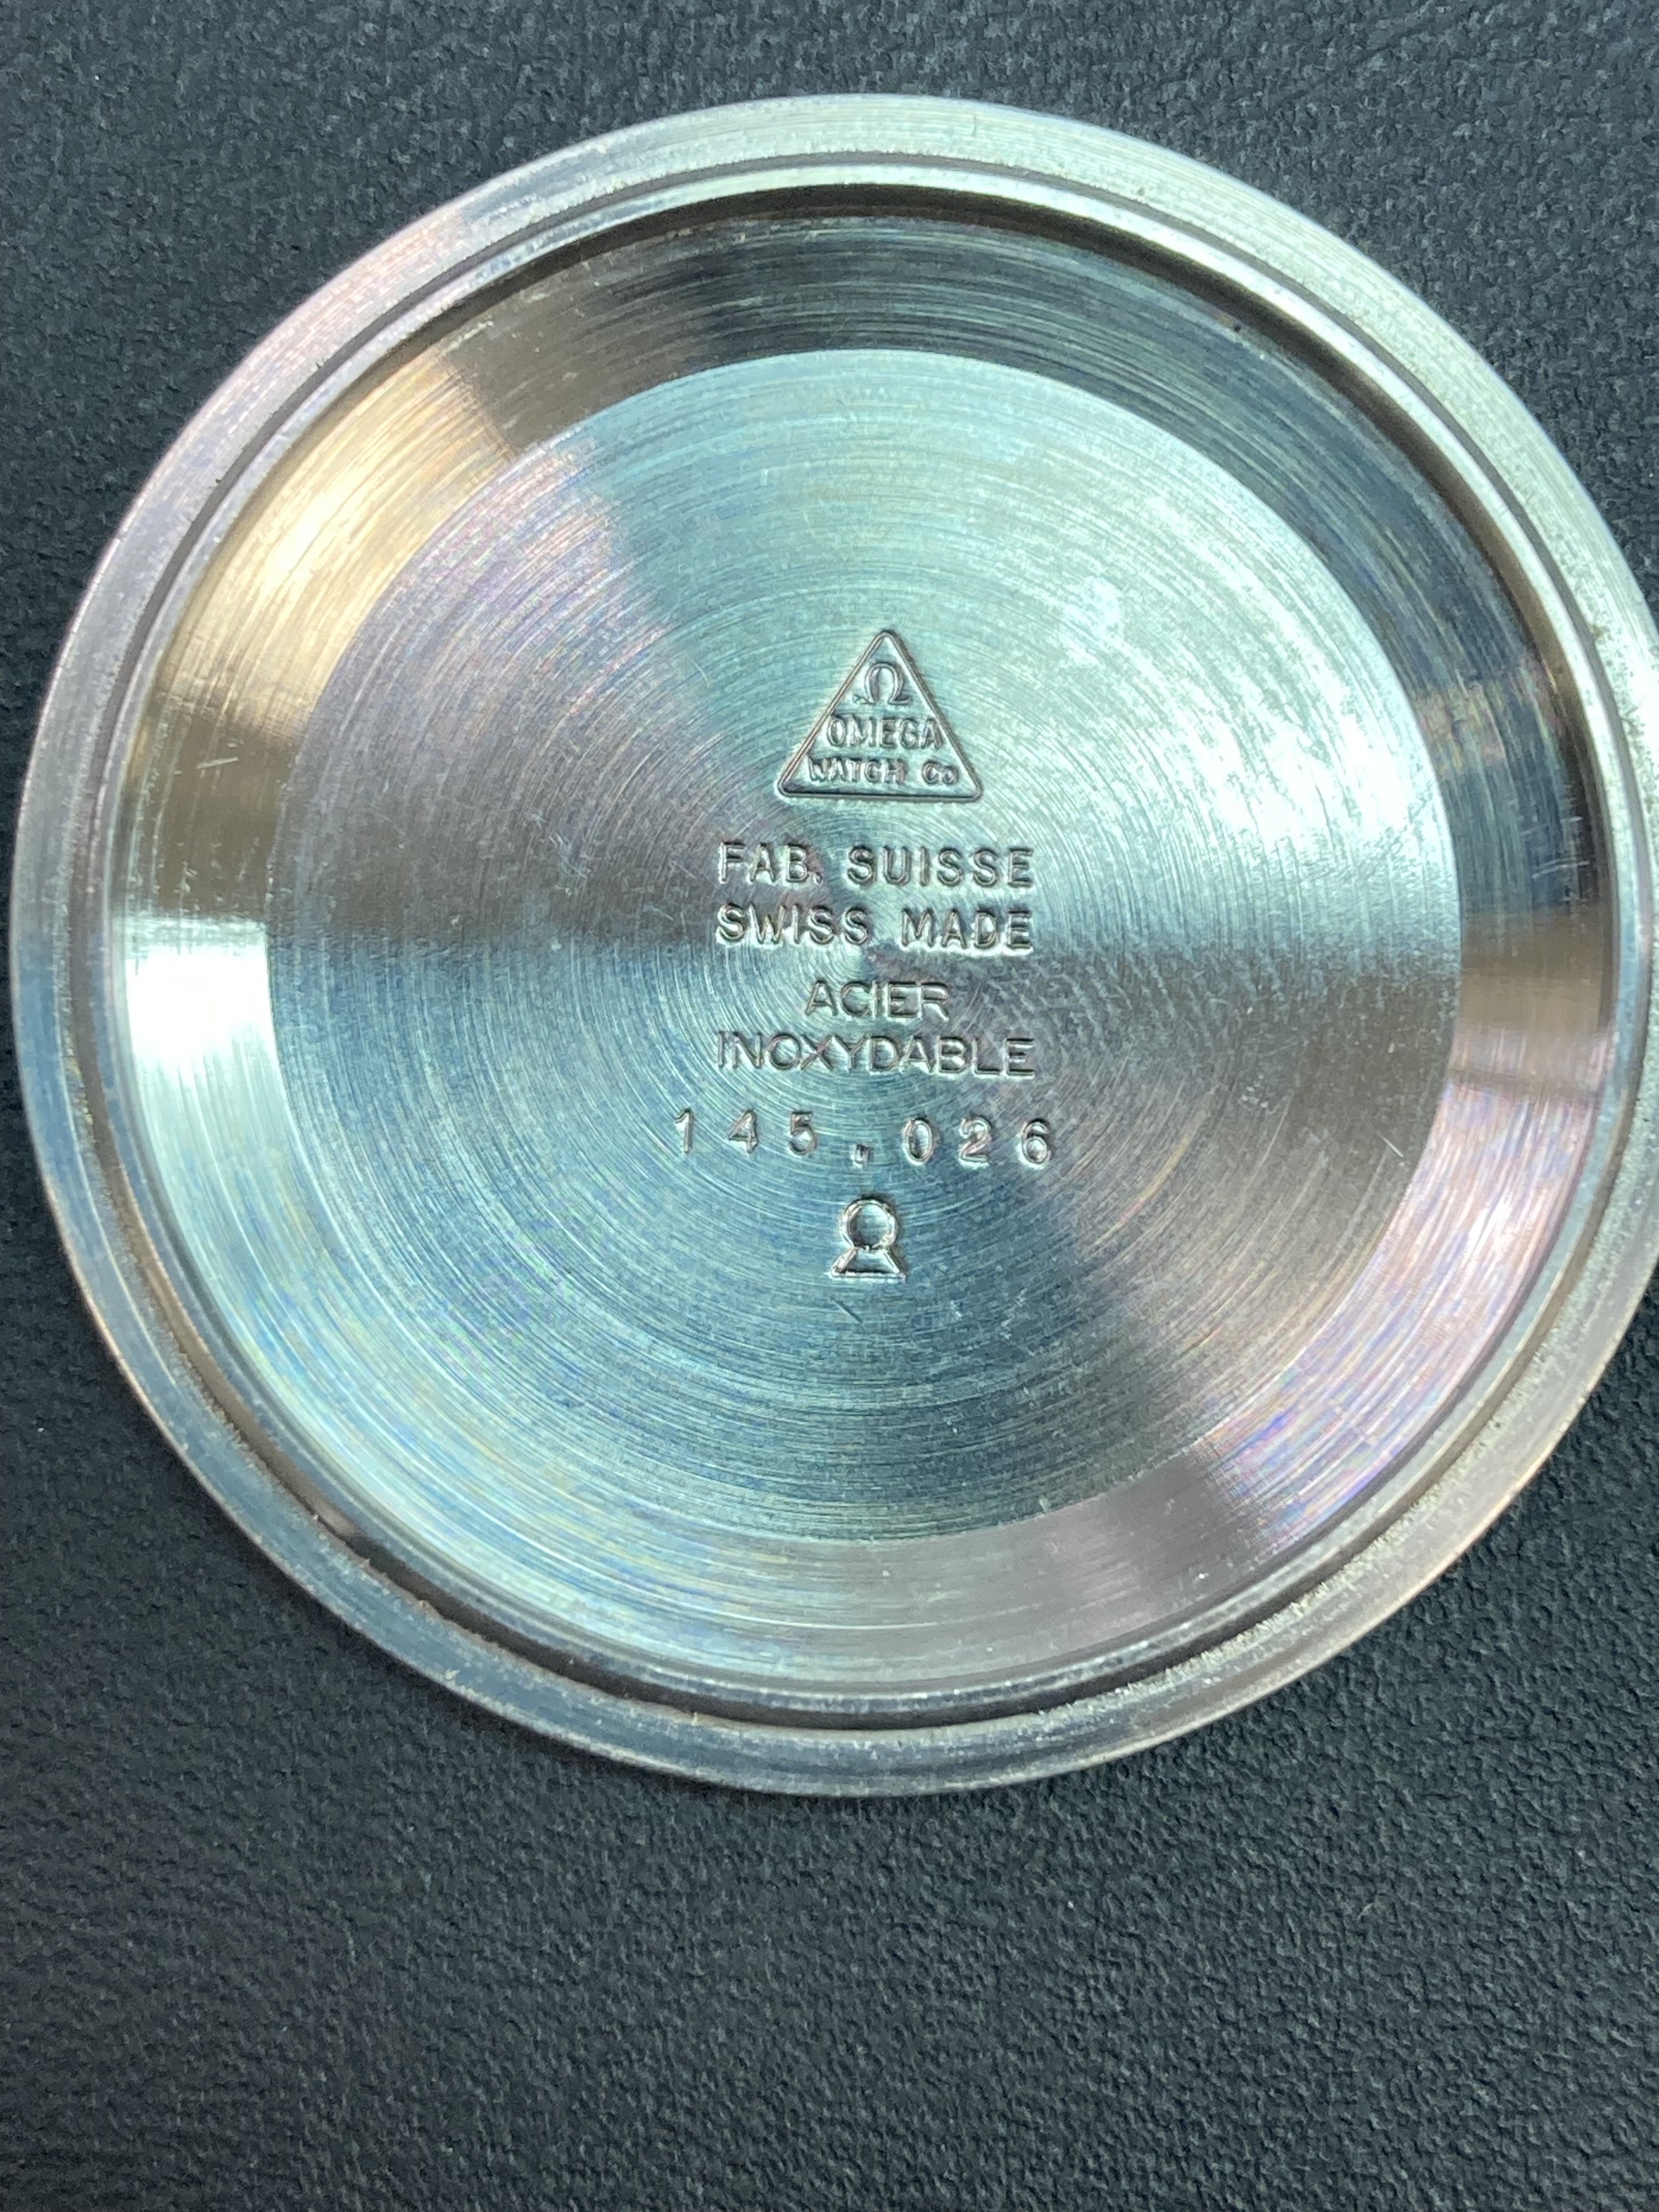 Ω
OMEGA
WATCH Co
FAB. SUISSE
SWISS MADE
ACIER
INOXYDABLE
145.026